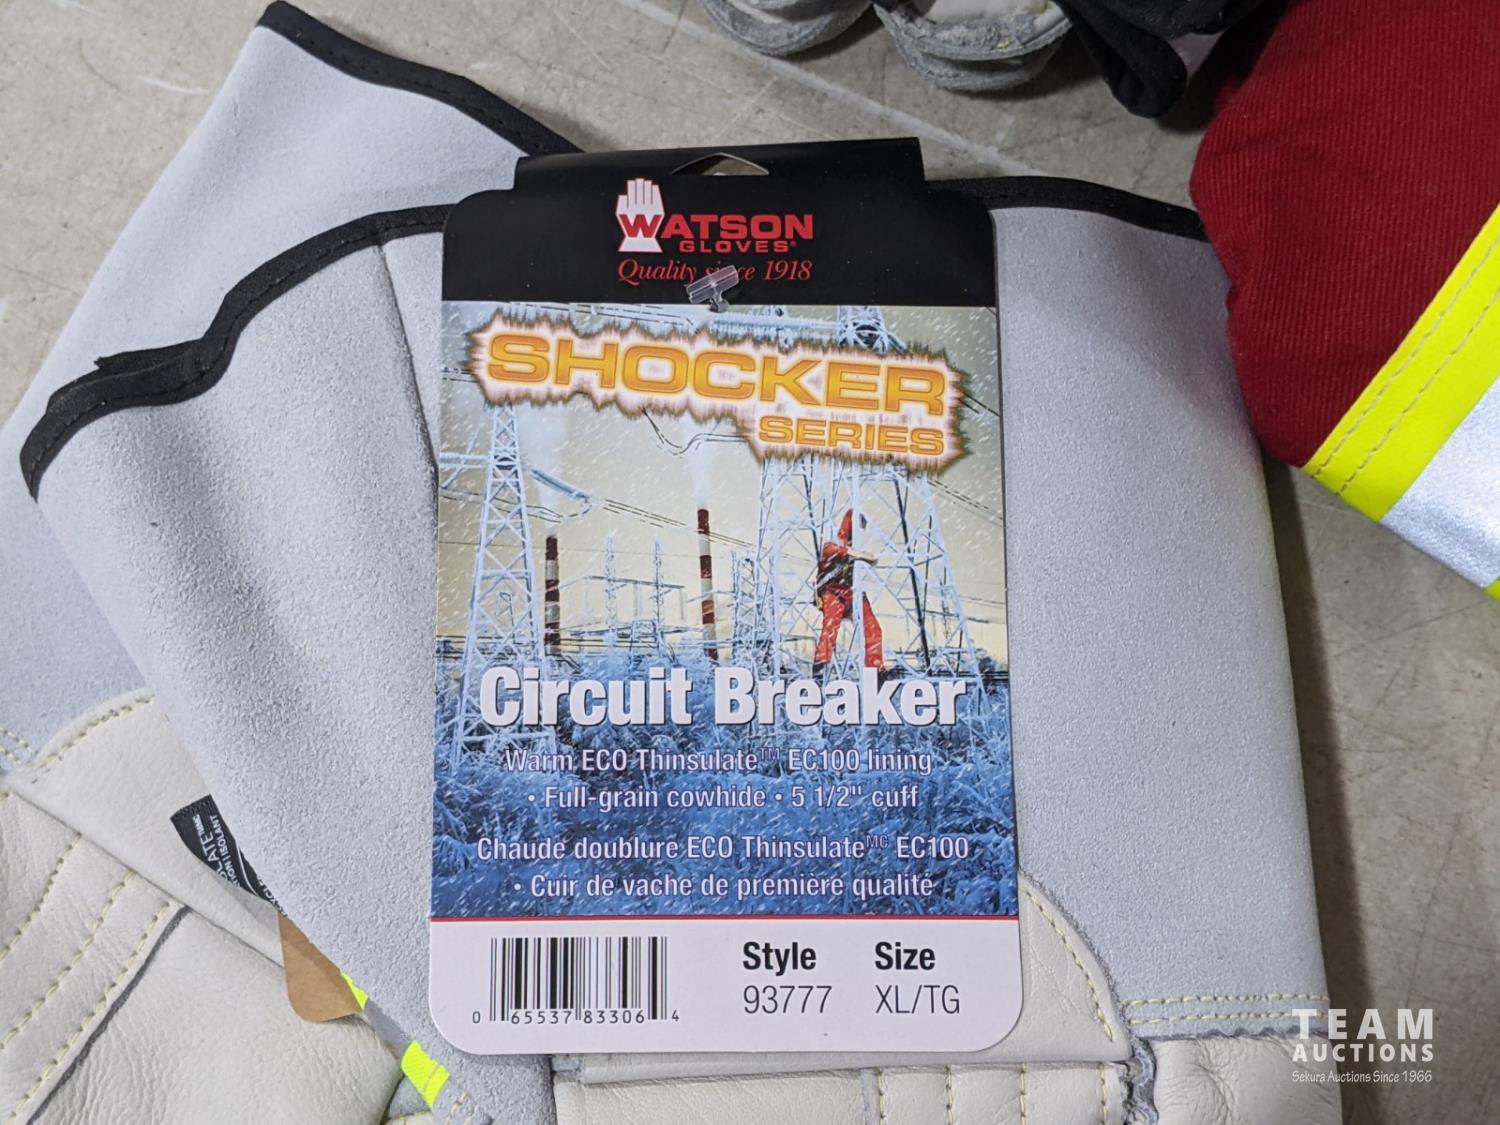 WATSON
GLOVES®
Quality since 1918
SHOCKER
SERIES
Circuit Breaker
Warm ECO Thinsulate™ EC100 lining
• Full-grain cowhide • 5 1/2" cuff
Chaude doublure ECO Thinsulate MC EC100
• Cuir de vache de première qualité
Style Size
93777 XL/TG
0 65537 83306 4
TEAM
AUCTIONS
Sekura Auctions Since 1966